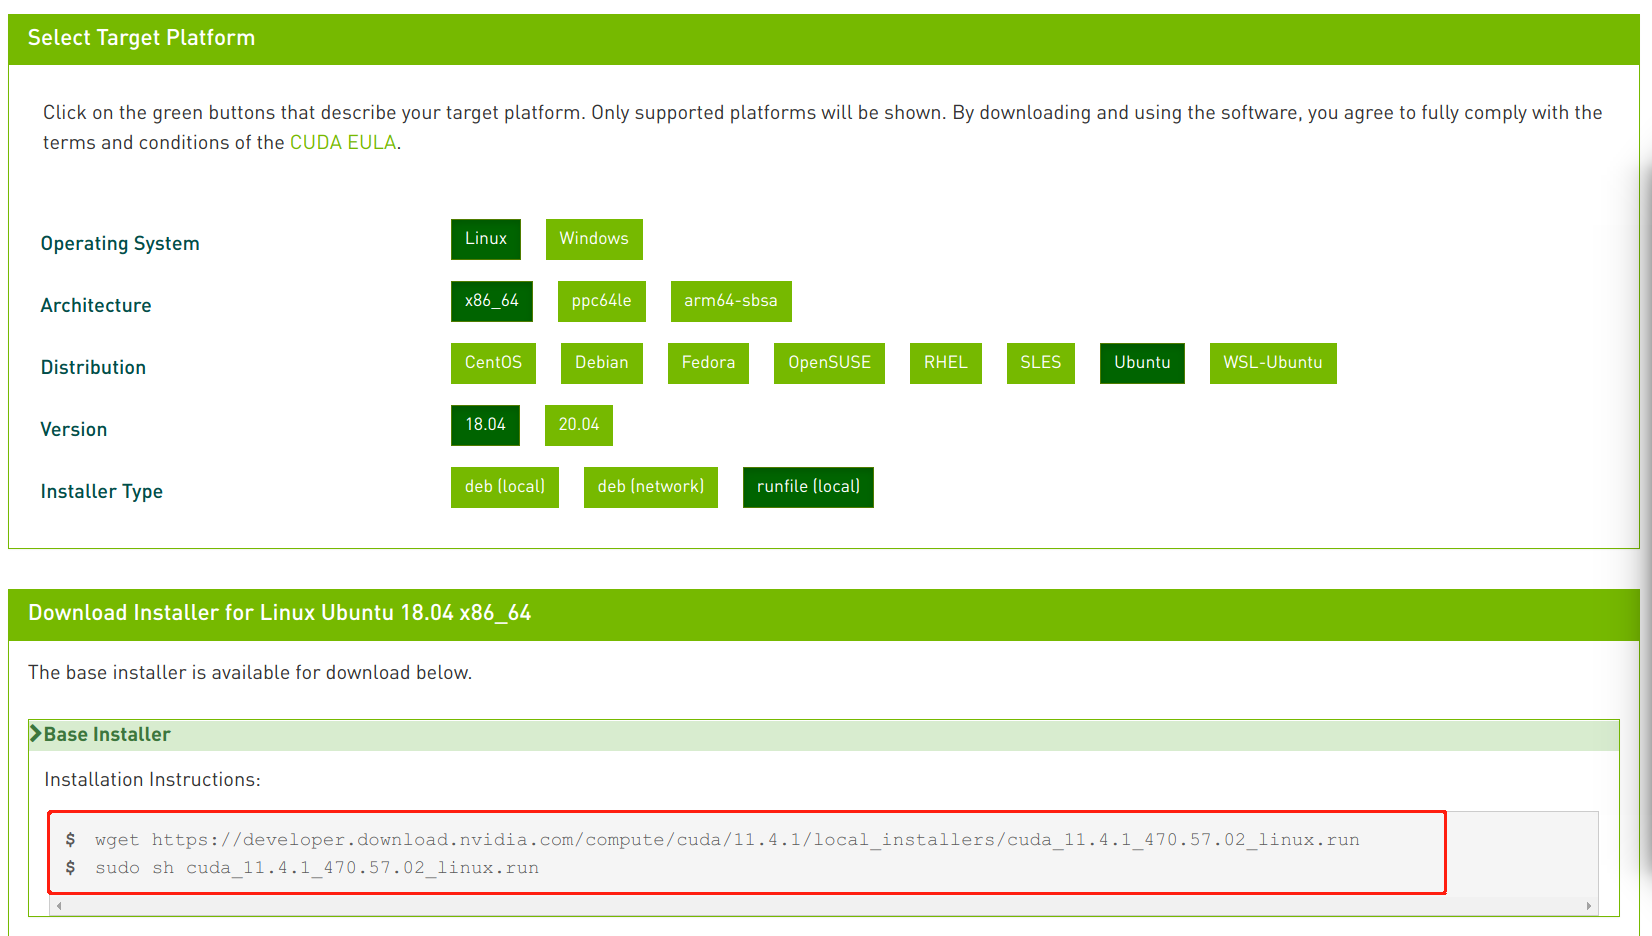 Select Target Platform
Click on the green buttons that describe your target platform. Only supported platforms will be shown. By downloading and using the software, you agree to fully comply with the
terms and conditions of the CUDA EULA.
Operating System Linux Windows
Architecture x86_64 ppc64le arm64-sbsa
Distribution CentOS Debian Fedora OpenSUSE RHEL SLES Ubuntu WSL-Ubuntu
Version 18.04 20.04
Installer Type deb (local) deb (network) runfile (local)
Download Installer for Linux Ubuntu 18.04 x86_64
The base installer is available for download below.
Base Installer
Installation Instructions:
$ wget https://developer.download.nvidia.com/compute/cuda/11.4.1/local_installers/cuda_11.4.1_470.57.02_linux.run
$ sudo sh cuda_11.4.1_470.57.02_linux.run